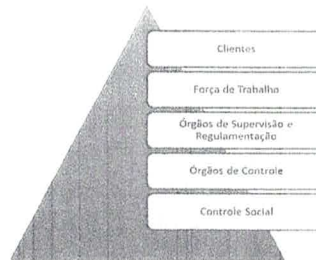 Clientes
Força de Trabalho
Órgãos de Supervisão e
Regulamentação
Órgãos de Controle
Controle Social